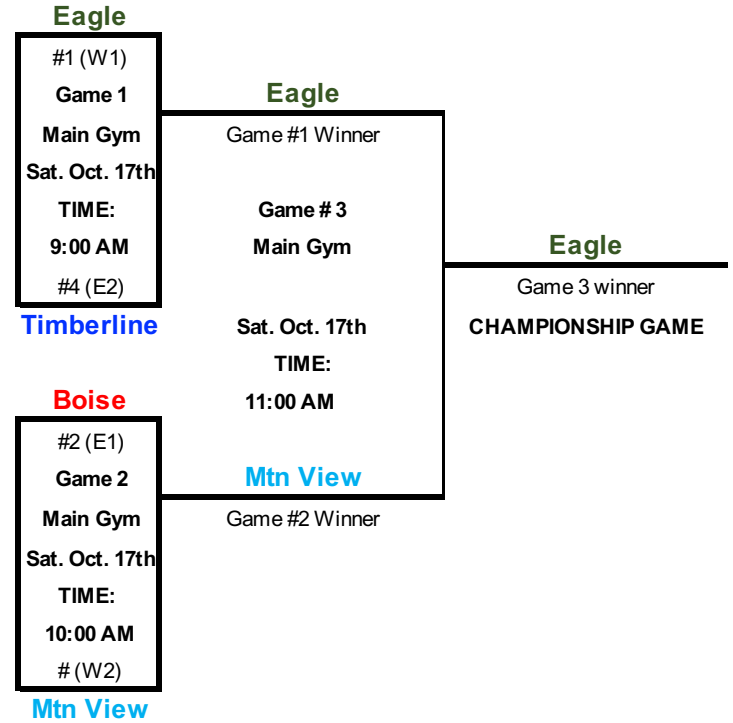 Eagle
#1 (W1)
Game 1
Main Gym
Sat. Oct. 17th
TIME:
9:00 AM
#4 (E2)
Timberline
Boise
#2 (E1)
Game 2
Main Gym
Sat. Oct. 17th
TIME:
10:00 AM
# (W2)
Mtn View
Eagle
Game #1 Winner
Game # 3
Main Gym
Sat. Oct. 17th
TIME:
11:00 AM
Mtn View
Game #2 Winner
Eagle
Game 3 winner
CHAMPIONSHIP GAME